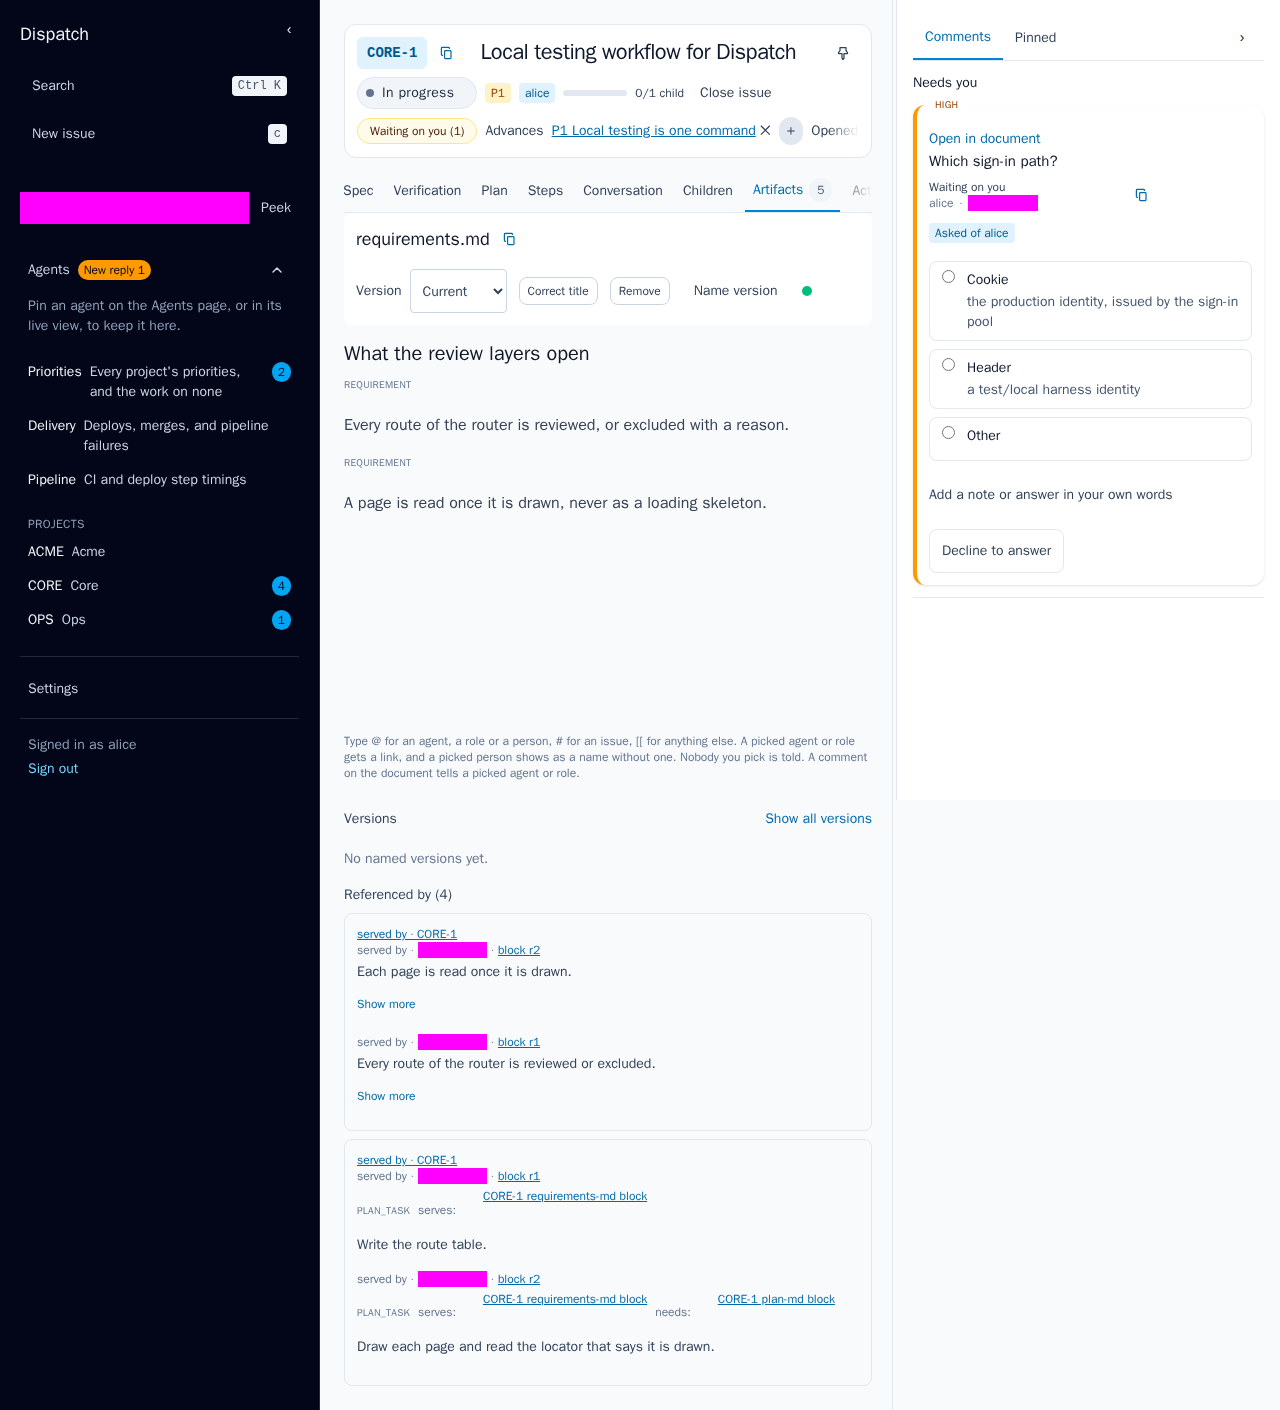 Dispatch
‹
Search
Ctrl K
New issue
C
Peek
Agents
New reply 1
Pin an agent on the Agents page, or in its
live view, to keep it here.
Priorities
Every project's priorities,
and the work on none
2
Delivery
Deploys, merges, and pipeline
failures
Pipeline
CI and deploy step timings
PROJECTS
ACME Acme
CORE Core
4
OPS Ops
1
Settings
Signed in as alice
Sign out
CORE-1
Local testing workflow for Dispatch
In progress
P1
alice
0/1 child
Close issue
Waiting on you (1)
Advances
P1 Local testing is one command
+
Opened
Spec
Verification
Plan
Steps
Conversation
Children
Artifacts 5
Act
requirements.md
Version
Current
Correct title
Remove
Name version
What the review layers open
REQUIREMENT
Every route of the router is reviewed, or excluded with a reason.
REQUIREMENT
A page is read once it is drawn, never as a loading skeleton.
Type @ for an agent, a role or a person, # for an issue, [[ for anything else. A picked agent or role
gets a link, and a picked person shows as a name without one. Nobody you pick is told. A comment
on the document tells a picked agent or role.
Versions
Show all versions
No named versions yet.
Referenced by (4)
served by · CORE-1
served by ·
· block r2
Each page is read once it is drawn.
Show more
served by ·
· block r1
Every route of the router is reviewed or excluded.
Show more
served by · CORE-1
served by ·
· block r1
CORE-1 requirements-md block
PLAN_TASK serves:
Write the route table.
served by ·
· block r2
CORE-1 requirements-md block
CORE-1 plan-md block
PLAN_TASK serves:
needs:
Draw each page and read the locator that says it is drawn.
Comments
Pinned
›
Needs you
HIGH
Open in document
Which sign-in path?
Waiting on you
alice ·
Asked of alice
Cookie
the production identity, issued by the sign-in
pool
Header
a test/local harness identity
Other
Add a note or answer in your own words
Decline to answer